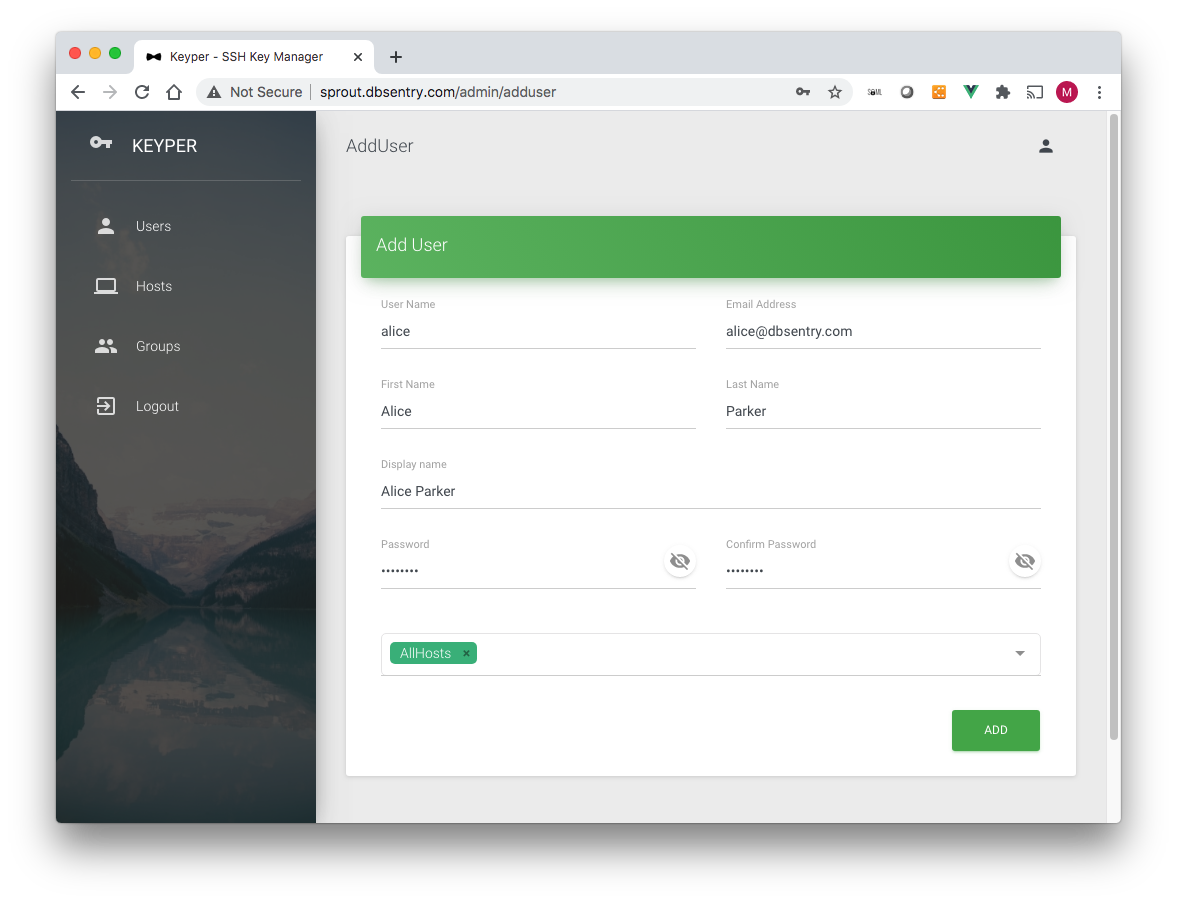 Keyper - SSH Key Manager
Not Secure sprout.dbsentry.com/admin/adduser
M
KEYPER
AddUser
Users
Hosts
Groups
Logout
Add User
User Name Email Address
alice alice@dbsentry.com
First Name Last Name
Alice Parker
Display name
Alice Parker
Password Confirm Password
•••••••• ••••••••
AllHosts ×
ADD